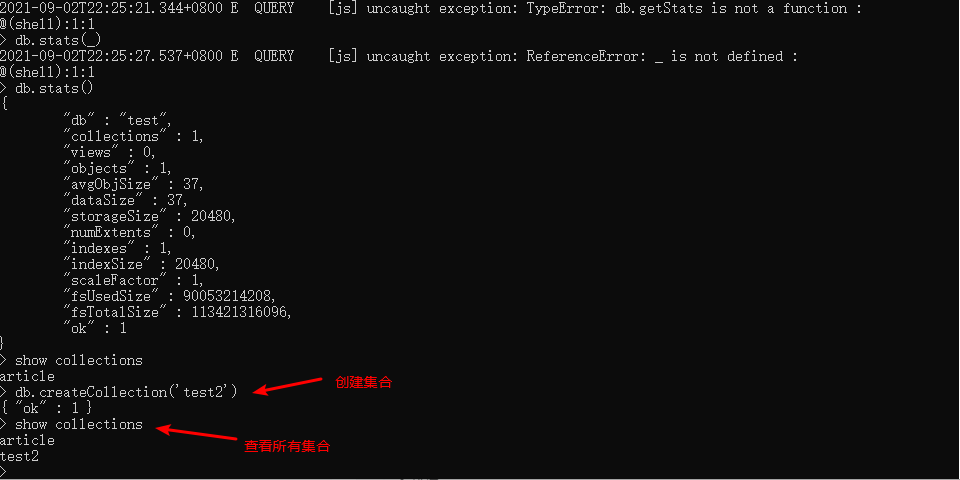 2021-09-02T22:25:21.344+0800 E  QUERY    [js] uncaught exception: TypeError: db.getStats is not a function :
@(shell):1:1
> db.stats(_)
2021-09-02T22:25:27.537+0800 E  QUERY    [js] uncaught exception: ReferenceError: _ is not defined :
@(shell):1:1
> db.stats()
{
        "db" : "test",
        "collections" : 1,
        "views" : 0,
        "objects" : 1,
        "avgObjSize" : 37,
        "dataSize" : 37,
        "storageSize" : 20480,
        "numExtents" : 0,
        "indexes" : 1,
        "indexSize" : 20480,
        "scaleFactor" : 1,
        "fsUsedSize" : 90053214208,
        "fsTotalSize" : 113421316096,
        "ok" : 1
}
> show collections
article
> db.createCollection('test2') 创建集合
{ "ok" : 1 }
> show collections
查看所有集合
article
test2
>